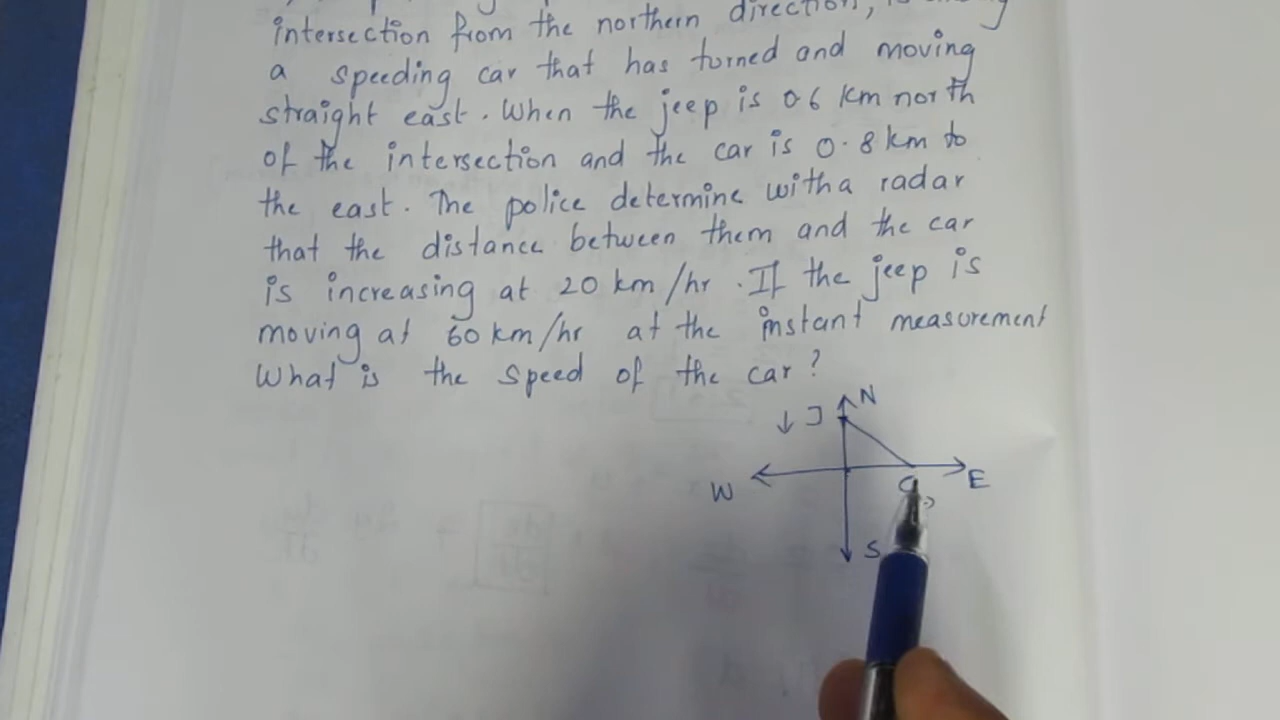 intersection from the northern direction,
a speeding car that has turned and moving
straight east. When the jeep is 0 6 km north
of the intersection and the car is 0.8 km to
the east. The police determine with a radar
that the distance between them and the car
is increasing at 20 km/hr. If the jeep is
moving at 60 km/hr at the instant measurement
What is the speed of the car?
N
↓ J
W
C
E
S